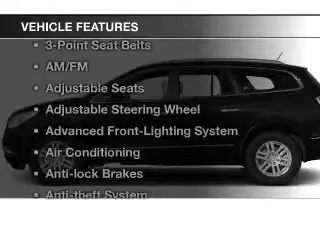 VEHICLE FEATURES
• 3-Point Seat Belts
• AM/FM
• Adjustable Seats
• Adjustable Steering Wheel
• Advanced Front-Lighting System
• Air Conditioning
• Anti-lock Brakes
• Anti-theft System